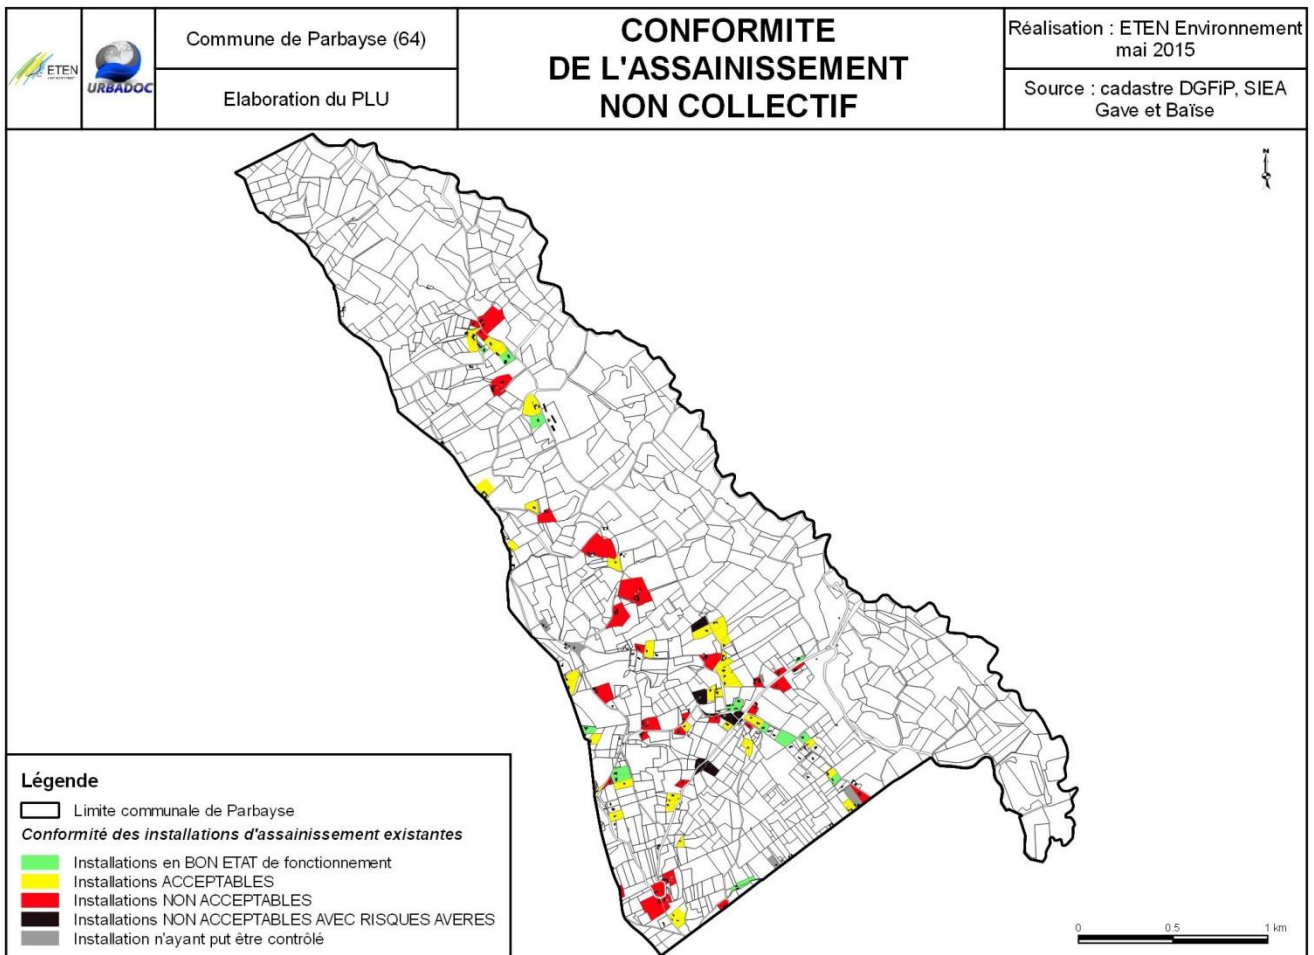 ETEN
URBADOC
Commune de Parbayse (64)
Elaboration du PLU
CONFORMITE
DE L'ASSAINISSEMENT
NON COLLECTIF
Réalisation : ETEN Environnement
mai 2015
Source : cadastre DGFiP, SIEA
Gave et Baïse
N
Légende
Limite communale de Parbayse
Conformité des installations d'assainissement existantes
Installations en BON ETAT de fonctionnement
Installations ACCEPTABLES
Installations NON ACCEPTABLES
Installations NON ACCEPTABLES AVEC RISQUES AVERES
Installation n'ayant put être contrôlé
0 0.5 1 km